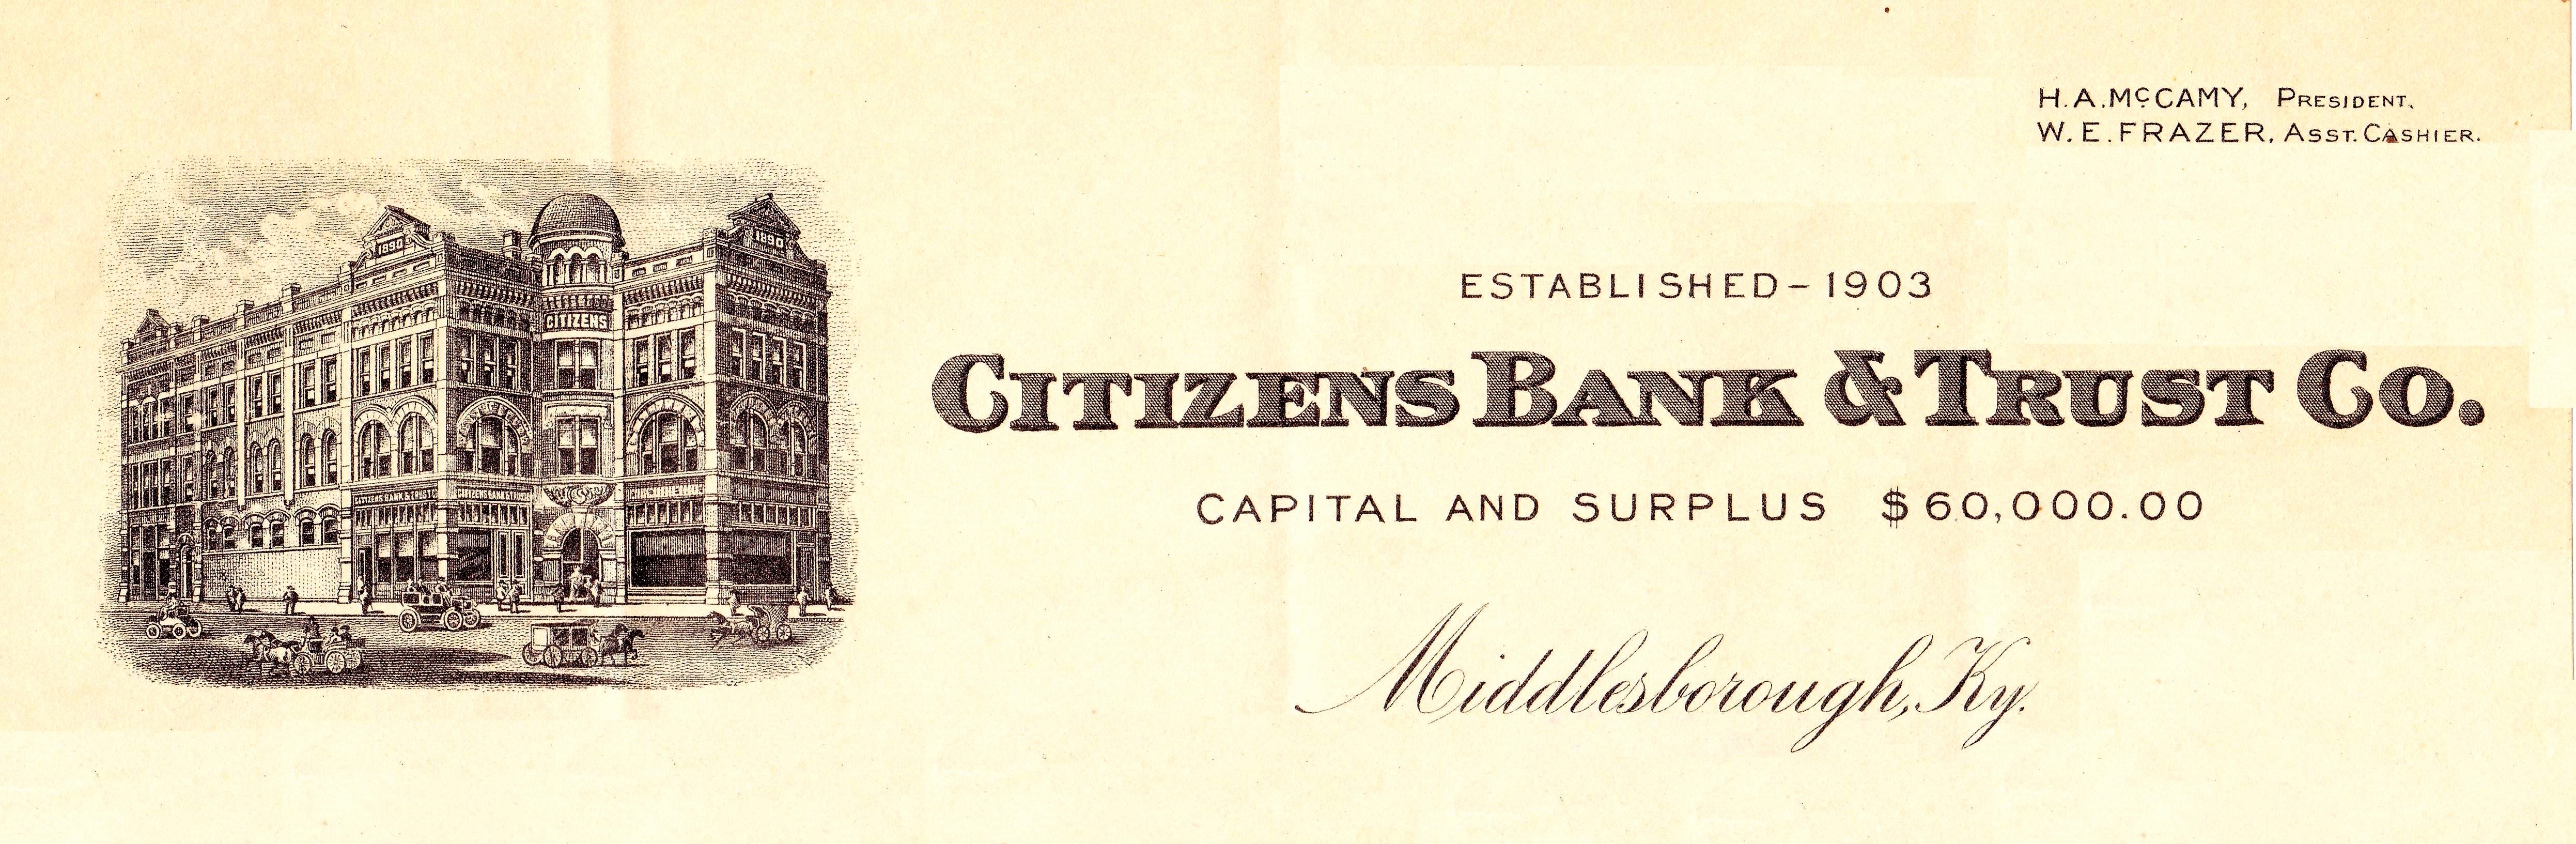 H. A. McCAMY, PRESIDENT.
W. E. FRAZER, ASST. CASHIER.
ESTABLISHED – 1903
CITIZENS BANK & TRUST CO.
CAPITAL AND SURPLUS $60,000.00
Middlesborough, Ky.
1890
1890
CITIZENS
CITIZENS BANK & TRUST CO
CITIZENS BANK & TRUST